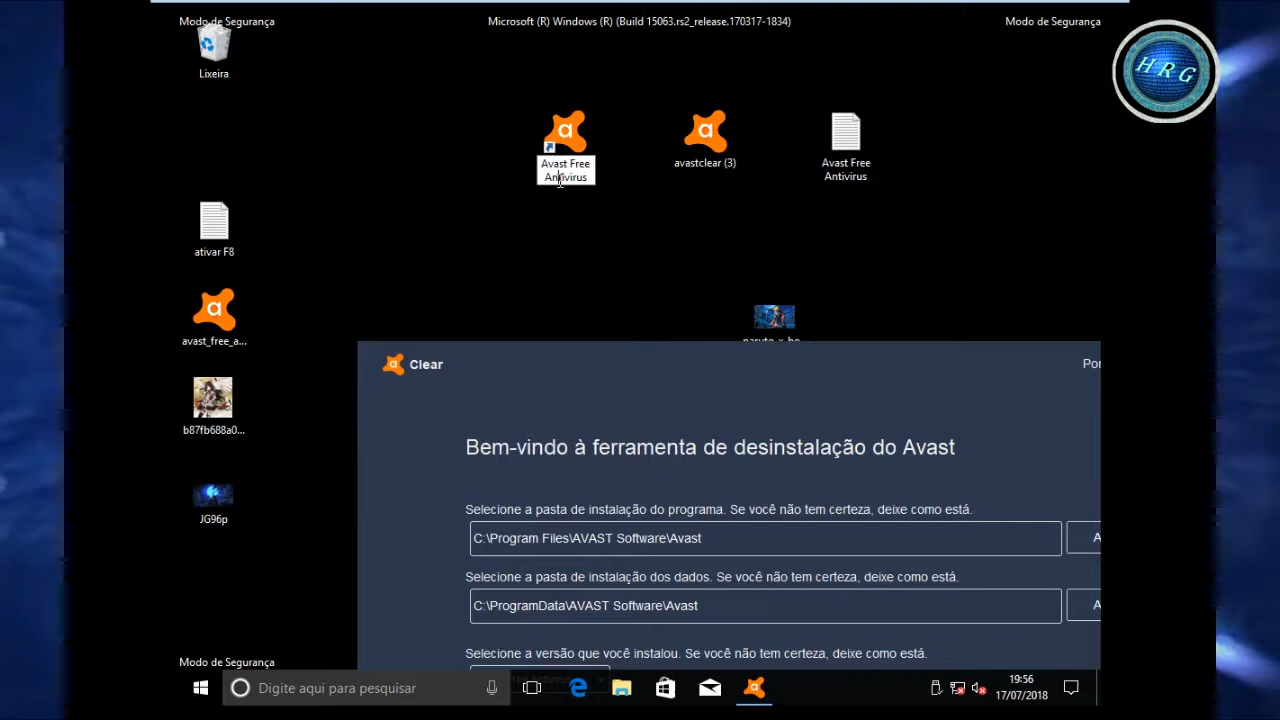 Modo de Segurança
Microsoft (R) Windows (R) (Build 15063.rs2_release.170317-1834)
Modo de Segurança
HRG
Lixeira
Avast Free
Antivirus
avastclear (3)
Avast Free
Antivirus
ativar F8
avast_free_a...
b87fb688a0...
JG96p
Clear
Por
Bem-vindo à ferramenta de desinstalação do Avast
Selecione a pasta de instalação do programa. Se você não tem certeza, deixe como está.
C:\Program Files\AVAST Software\Avast
A
Selecione a pasta de instalação dos dados. Se você não tem certeza, deixe como está.
C:\ProgramData\AVAST Software\Avast
A
Selecione a versão que você instalou. Se você não tem certeza, deixe como está.
Modo de Segurança
Digite aqui para pesquisar
19:56
17/07/2018